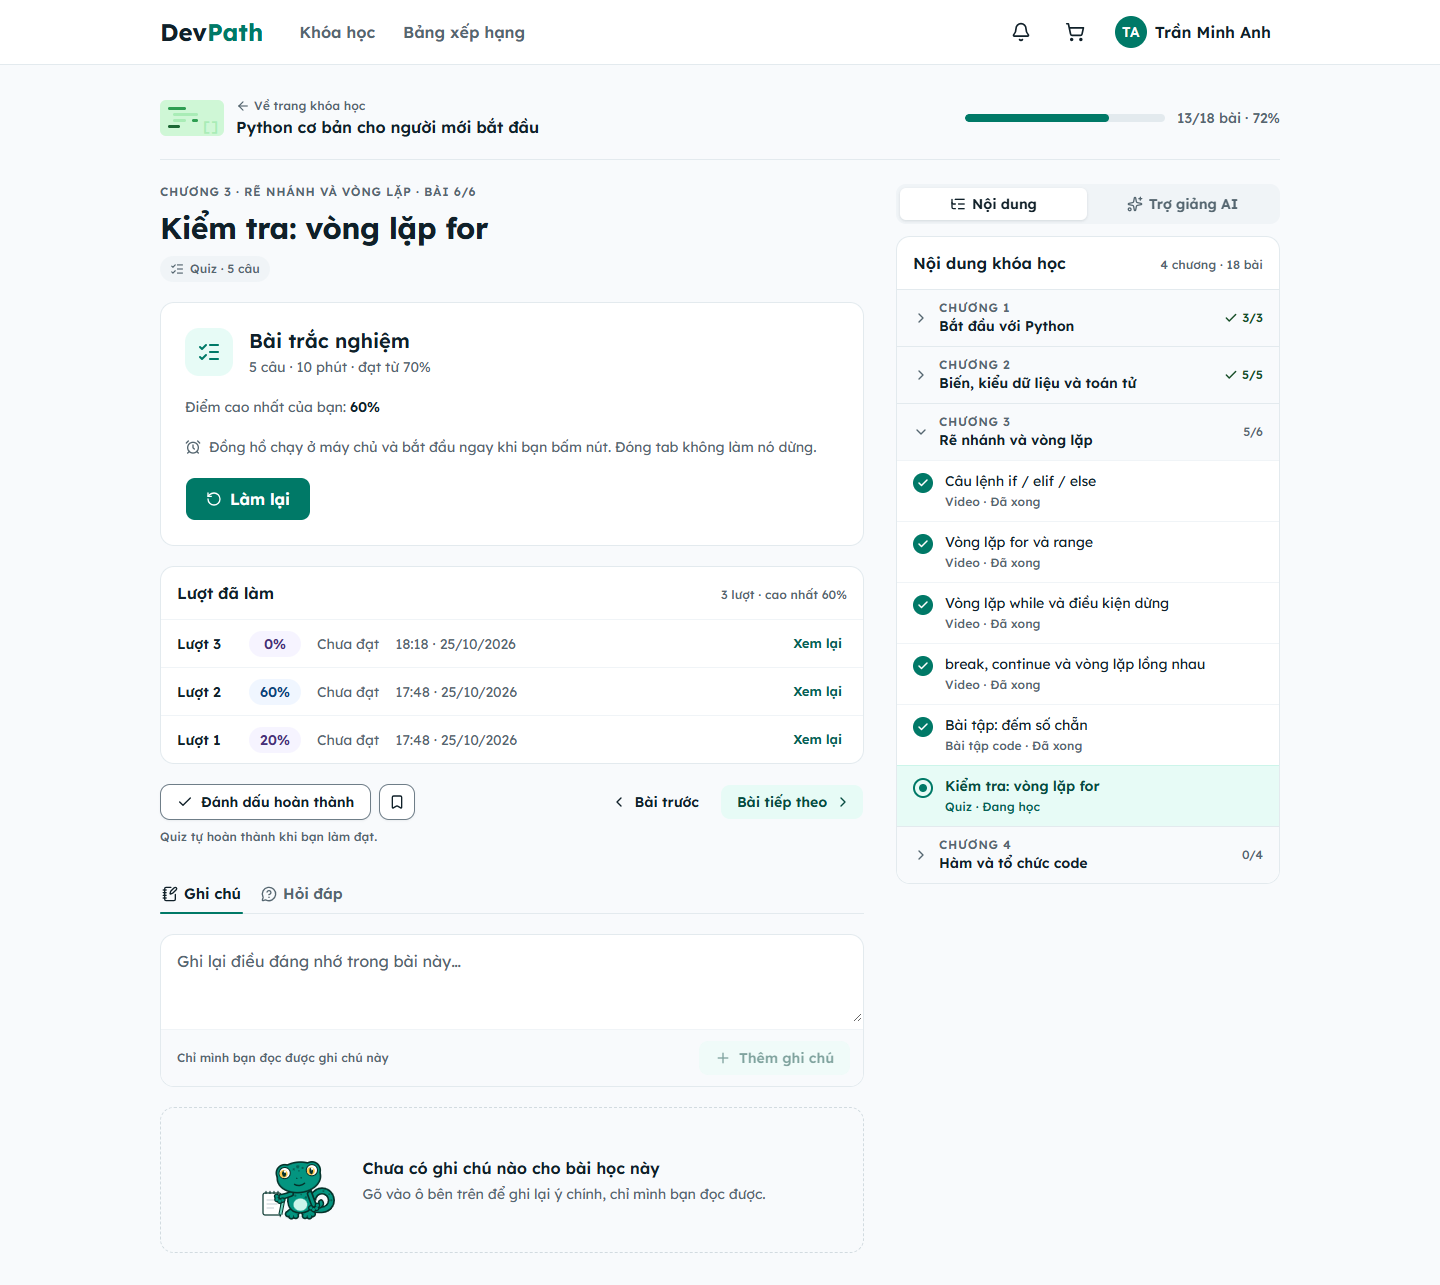 DevPath
Khóa học
Bảng xếp hạng
TA
Trần Minh Anh
Về trang khóa học
Python cơ bản cho người mới bắt đầu
13/18 bài · 72%
CHƯƠNG 3 · RẼ NHÁNH VÀ VÒNG LẶP · BÀI 6/6
Kiểm tra: vòng lặp for
Quiz · 5 câu
Bài trắc nghiệm
5 câu · 10 phút · đạt từ 70%
Điểm cao nhất của bạn: 60%
Đồng hồ chạy ở máy chủ và bắt đầu ngay khi bạn bấm nút. Đóng tab không làm nó dừng.
Làm lại
Lượt đã làm
3 lượt · cao nhất 60%
Lượt 3 0% Chưa đạt 18:18 · 25/10/2026 Xem lại
Lượt 2 60% Chưa đạt 17:48 · 25/10/2026 Xem lại
Lượt 1 20% Chưa đạt 17:48 · 25/10/2026 Xem lại
Đánh dấu hoàn thành
Bài trước
Bài tiếp theo
Quiz tự hoàn thành khi bạn làm đạt.
Ghi chú
Hỏi đáp
Ghi lại điều đáng nhớ trong bài này…
Chỉ mình bạn đọc được ghi chú này
Thêm ghi chú
Chưa có ghi chú nào cho bài học này
Gõ vào ô bên trên để ghi lại ý chính, chỉ mình bạn đọc được.
Nội dung
Trợ giảng AI
Nội dung khóa học
4 chương · 18 bài
CHƯƠNG 1
Bắt đầu với Python
3/3
CHƯƠNG 2
Biến, kiểu dữ liệu và toán tử
5/5
CHƯƠNG 3
Rẽ nhánh và vòng lặp
5/6
Câu lệnh if / elif / else
Video · Đã xong
Vòng lặp for và range
Video · Đã xong
Vòng lặp while và điều kiện dừng
Video · Đã xong
break, continue và vòng lặp lồng nhau
Video · Đã xong
Bài tập: đếm số chẵn
Bài tập code · Đã xong
Kiểm tra: vòng lặp for
Quiz · Đang học
CHƯƠNG 4
Hàm và tổ chức code
0/4